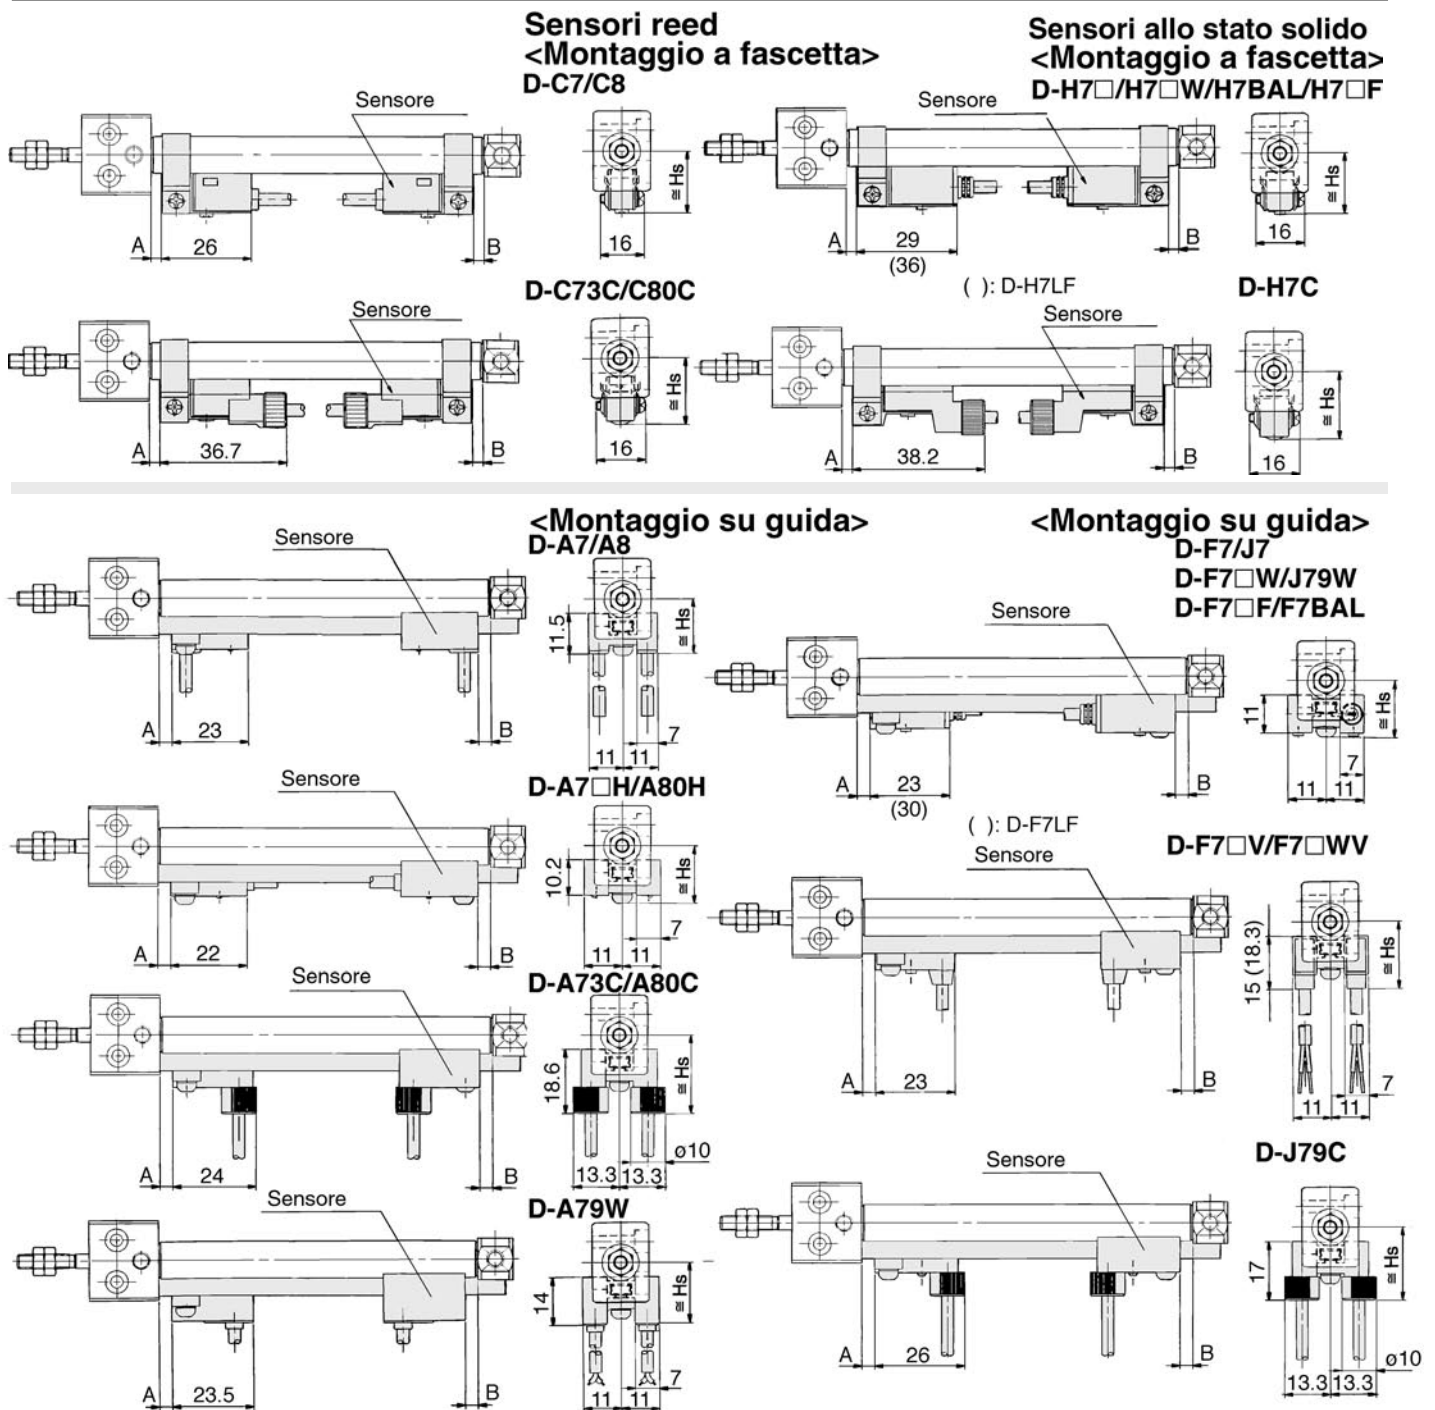 Sensori reed
<Montaggio a fascetta>
D-C7/C8
Sensore
A
26
B
≅ Hs
16
Sensori allo stato solido
<Montaggio a fascetta>
D-H7□/H7□W/H7BAL/H7□F
Sensore
A
29
(36)
B
≅ Hs
16
( ): D-H7LF
D-C73C/C80C
Sensore
A
36.7
B
≅ Hs
16
D-H7C
Sensore
A
38.2
B
≅ Hs
16
<Montaggio su guida>
D-A7/A8
Sensore
A
23
B
11.5
≅ Hs
7
11
11
D-A7□H/A80H
Sensore
A
22
B
10.2
≅ Hs
7
11
11
D-A73C/A80C
Sensore
A
24
B
18.6
≅ Hs
ø10
13.3
13.3
D-A79W
Sensore
A
23.5
B
14
≅ Hs
7
11
11
<Montaggio su guida>
D-F7/J7
D-F7□W/J79W
D-F7□F/F7BAL
Sensore
A
23
(30)
B
11
≅ Hs
7
11
11
( ): D-F7LF
D-F7□V/F7□WV
Sensore
A
23
B
15 (18.3)
≅ Hs
7
11
11
D-J79C
Sensore
A
26
B
17
≅ Hs
ø10
13.3
13.3